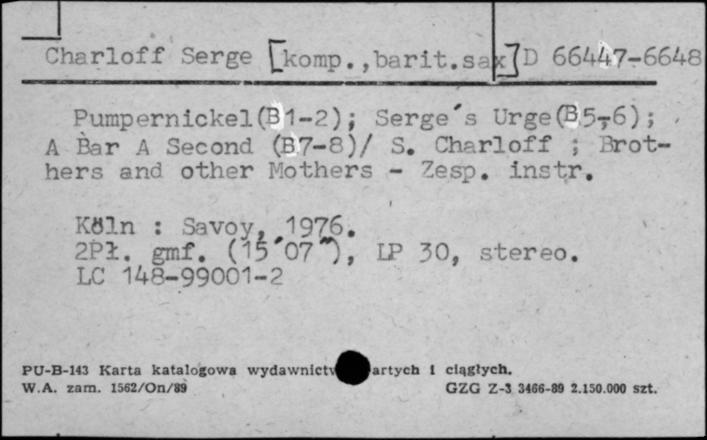 Charloff Serge [komp.,barit.sax] D 66447-6648
Pumpernickel(B1-2); Serge's Urge(B5-6);
A Bar A Second (B7-8)/ S. Charloff ; Brot-
hers and other Mothers - Zesp. instr.
Köln : Savoy, 1976.
2Pł. gmf. (15'07"), LP 30, stereo.
LC 148-99001-2
PU-B-143 Karta katalogowa wydawnictw artych i ciągłych.
W.A. zam. 1562/On/89 GZG Z-3 3466-89 2.150.000 szt.